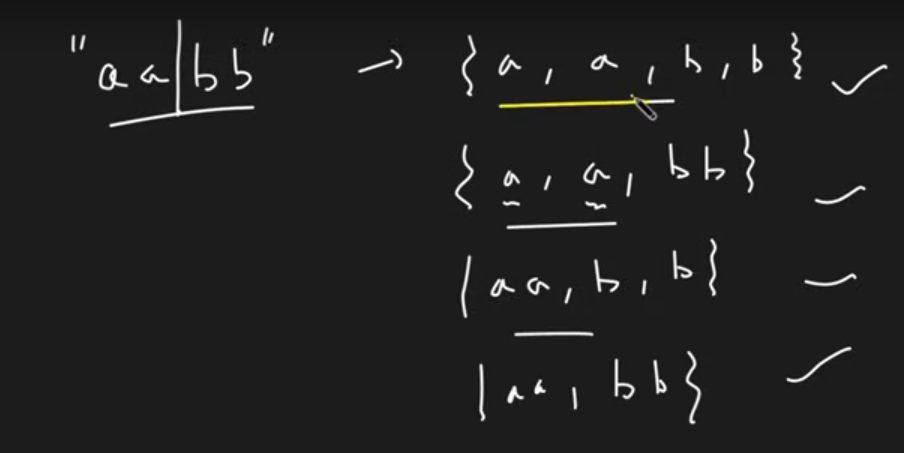 "aa|bb" → { a, a, b, b } ✓
{ a, a, bb } ✓
{ aa, b, b } ✓
{ aa, bb } ✓